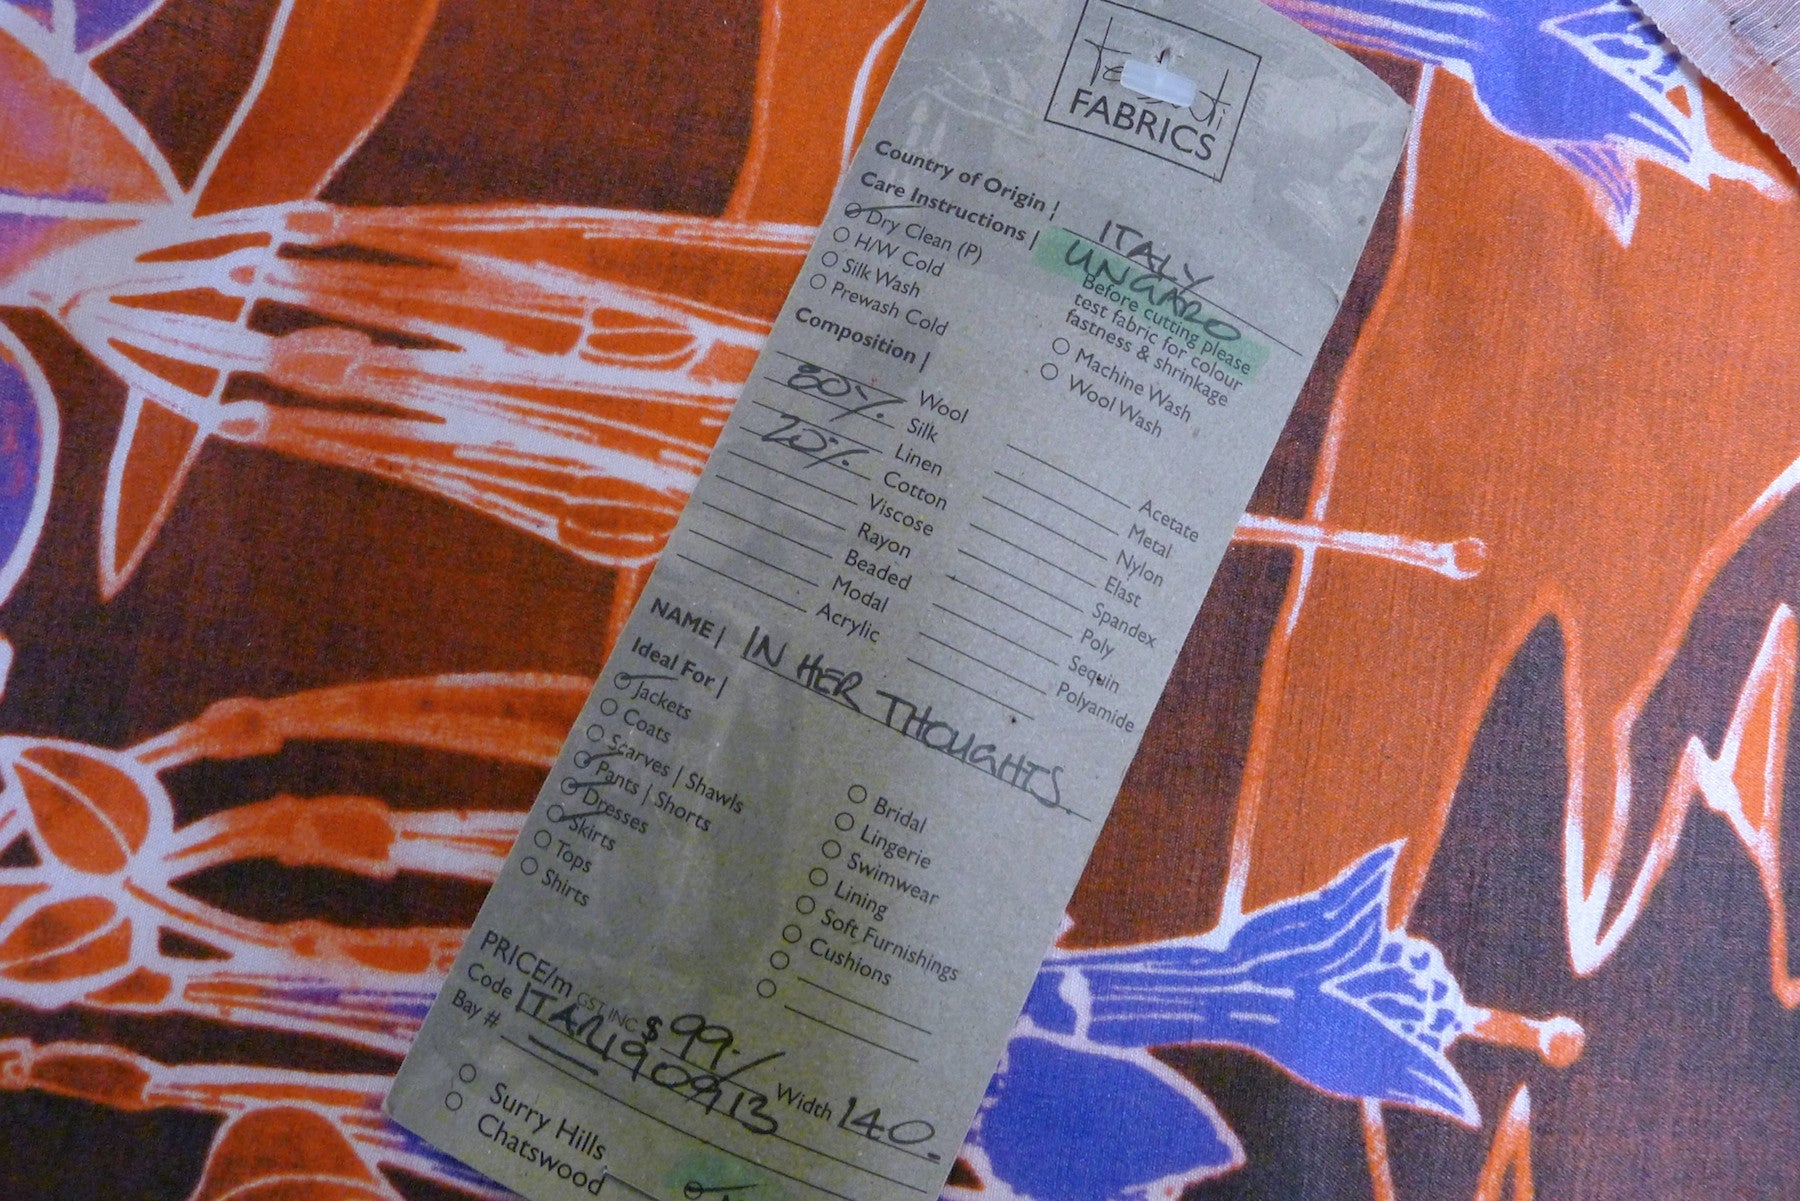 FABRICS
Country of Origin | ITALY
Care Instructions | UNGARO
Dry Clean (P)
H/W Cold
Silk Wash
Prewash Cold
Before cutting please
test fabric for colour
fastness & shrinkage
Machine Wash
Wool Wash
Composition |
Wool
80% Silk
Linen
20% Cotton
Viscose
Rayon
Beaded
Modal
Acrylic
Acetate
Metal
Nylon
Elast
Spandex
Poly
Sequin
Polyamide
NAME | IN HER THOUGHTS.
Ideal For |
Jackets
Coats
Scarves | Shawls
Pants | Shorts
Dresses
Skirts
Tops
Shirts
Bridal
Lingerie
Swimwear
Lining
Soft Furnishings
Cushions
PRICE/m GST INC $99-/
Code Width 140.
Bay #
Surry Hills
Chatswood